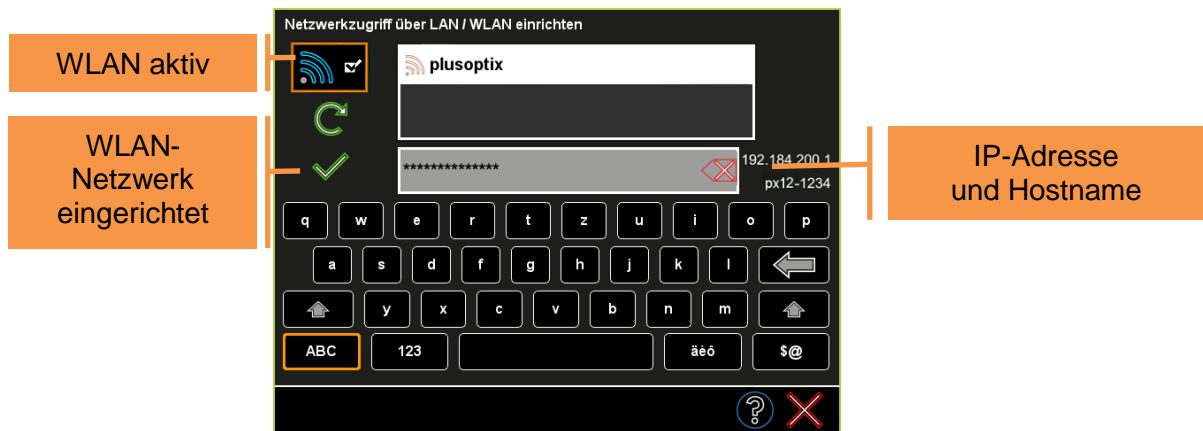 Netzwerkzugriff über LAN / WLAN einrichten
WLAN aktiv
plusoptix
WLAN-
Netzwerk
eingerichtet
**************
192.184.200.1
px12-1234
IP-Adresse
und Hostname
q w e r t z u i o p
a s d f g h j k l
y x c v b n m
ABC 123 äéô $@
?